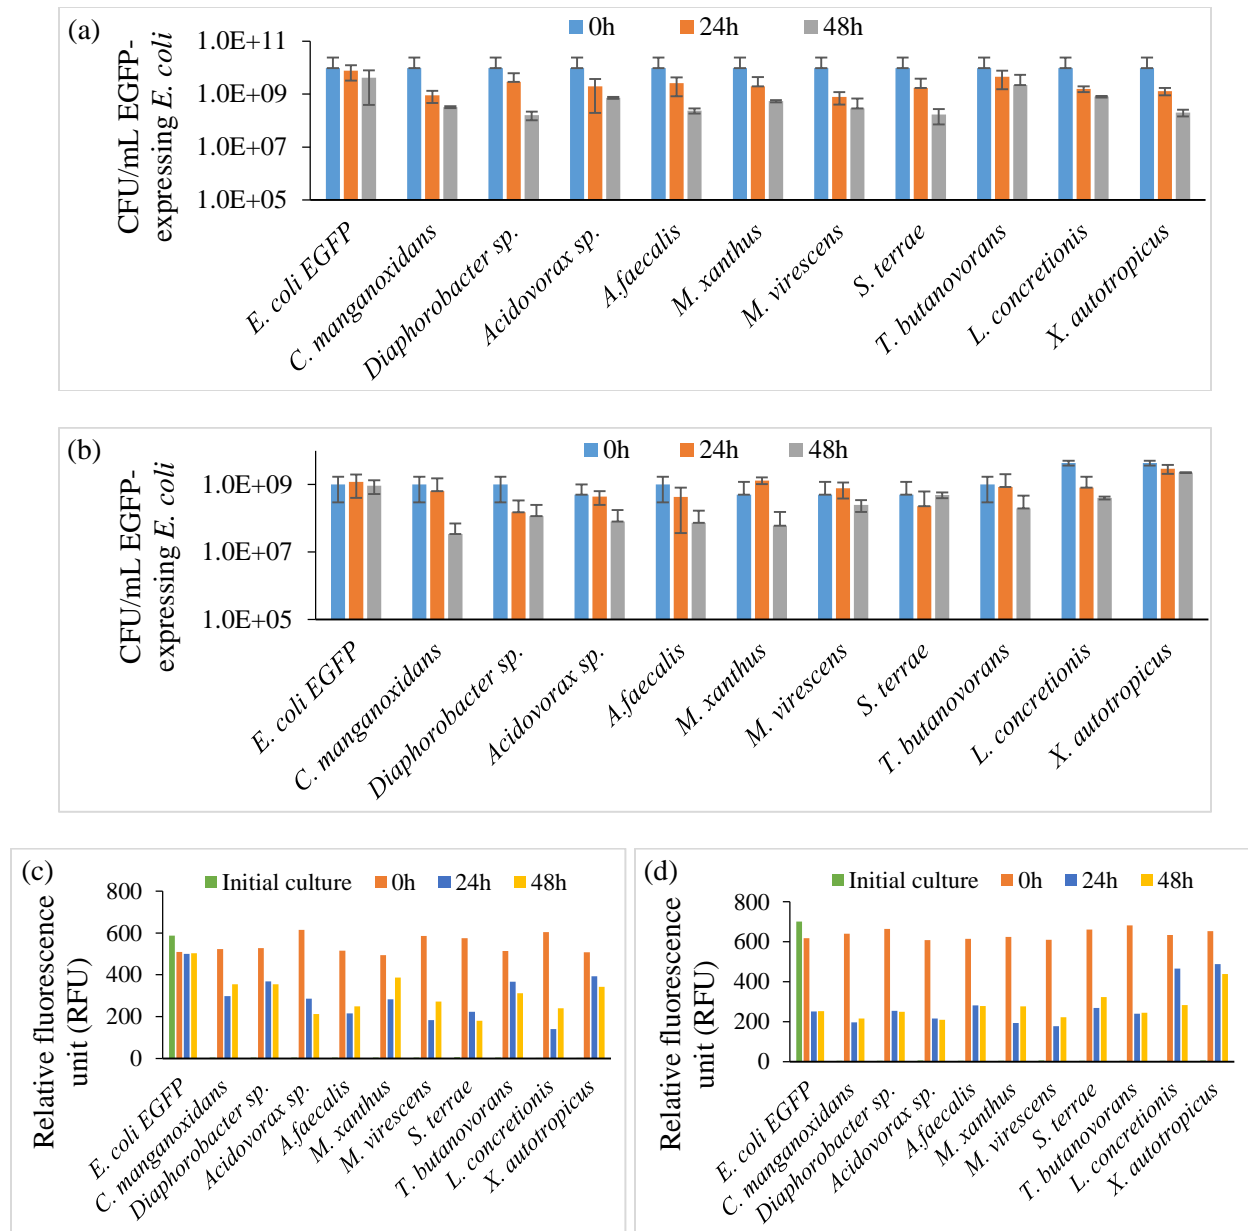 (a)
0h 24h 48h
CFU/mL EGFP-
expressing E. coli
1.0E+11
1.0E+09
1.0E+07
1.0E+05
E. coli EGFP
C. manganoxidans
Diaphorobacter sp.
Acidovorax sp.
A.faecalis
M. xanthus
M. virescens
S. terrae
T. butanovorans
L. concretionis
X. autotropicus
(b)
0h 24h 48h
CFU/mL EGFP-
expressing E. coli
1.0E+09
1.0E+07
1.0E+05
E. coli EGFP
C. manganoxidans
Diaphorobacter sp.
Acidovorax sp.
A.faecalis
M. xanthus
M. virescens
S. terrae
T. butanovorans
L. concretionis
X. autotropicus
(c)
Initial culture 0h 24h 48h
Relative fluorescence
unit (RFU)
800
600
400
200
0
E. coli EGFP
C. manganoxidans
Diaphorobacter sp.
Acidovorax sp.
A.faecalis
M. xanthus
M. virescens
S. terrae
T. butanovorans
L. concretionis
X. autotropicus
(d)
Initial culture 0h 24h 48h
Relative fluorescence
unit (RFU)
800
600
400
200
0
E. coli EGFP
C. manganoxidans
Diaphorobacter sp.
Acidovorax sp.
A.faecalis
M. xanthus
M. virescens
S. terrae
T. butanovorans
L. concretionis
X. autotropicus